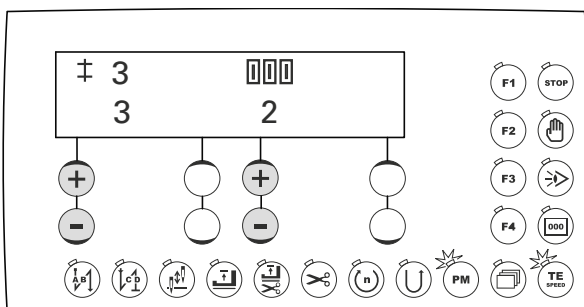 ‡ 3 000
3 2
F1 STOP
F2
+ + F3
- - F4 000
A B C D n PM TE SPEED